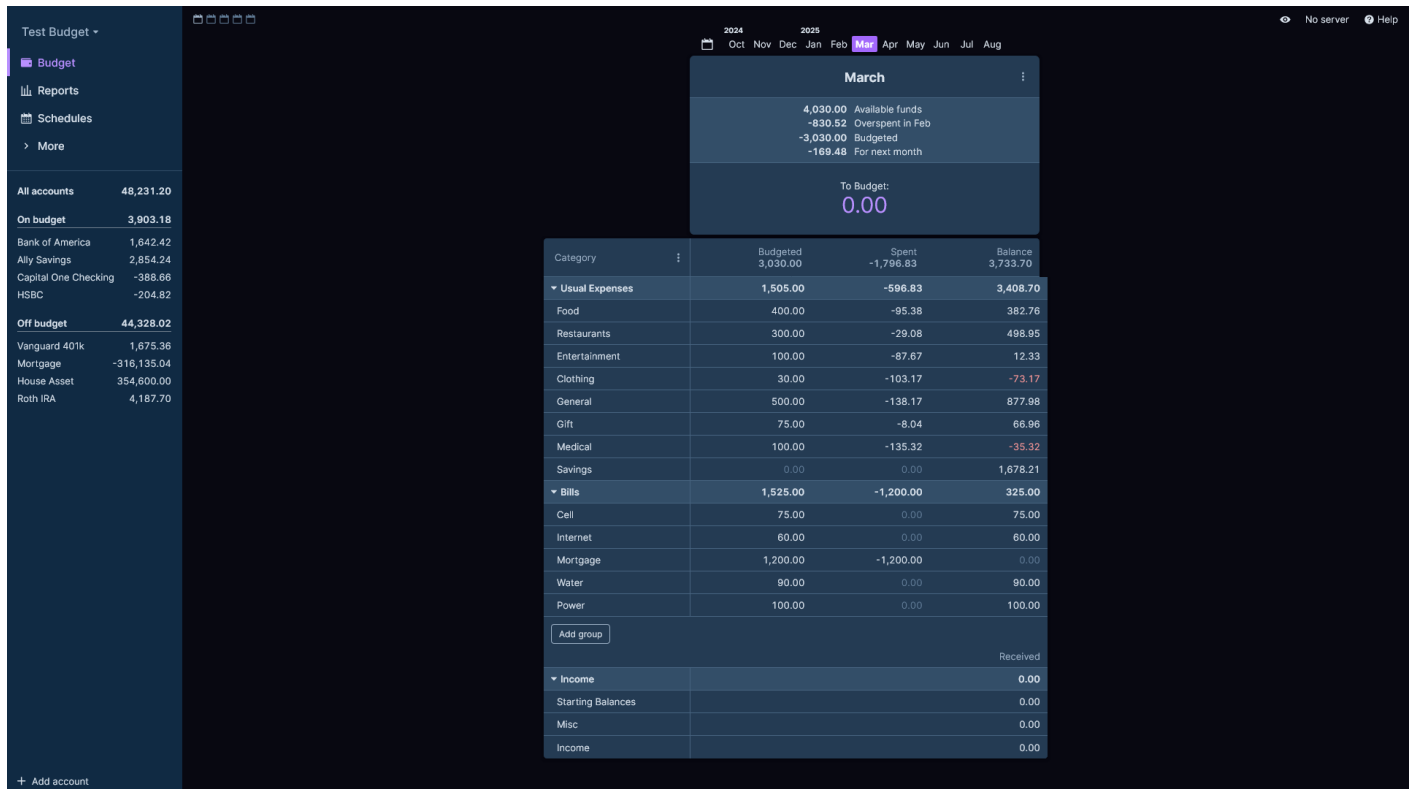 Test Budget
Budget
Reports
Schedules
More
All accounts 48,231.20
On budget 3,903.18
Bank of America 1,642.42
Ally Savings 2,854.24
Capital One Checking -388.66
HSBC -204.82
Off budget 44,328.02
Vanguard 401k 1,675.36
Mortgage -316,135.04
House Asset 354,600.00
Roth IRA 4,187.70
+ Add account
No server Help
2024 2025
Oct Nov Dec Jan Feb Mar Apr May Jun Jul Aug
March
4,030.00 Available funds
-830.52 Overspent in Feb
-3,030.00 Budgeted
-169.48 For next month
To Budget:
0.00
Category Budgeted Spent Balance
3,030.00 -1,796.83 3,733.70
Usual Expenses 1,505.00 -596.83 3,408.70
Food 400.00 -95.38 382.76
Restaurants 300.00 -29.08 498.95
Entertainment 100.00 -87.67 12.33
Clothing 30.00 -103.17 -73.17
General 500.00 -138.17 877.98
Gift 75.00 -8.04 66.96
Medical 100.00 -135.32 -35.32
Savings 0.00 0.00 1,678.21
Bills 1,525.00 -1,200.00 325.00
Cell 75.00 0.00 75.00
Internet 60.00 0.00 60.00
Mortgage 1,200.00 -1,200.00 0.00
Water 90.00 0.00 90.00
Power 100.00 0.00 100.00
Add group
Received
Income 0.00
Starting Balances 0.00
Misc 0.00
Income 0.00